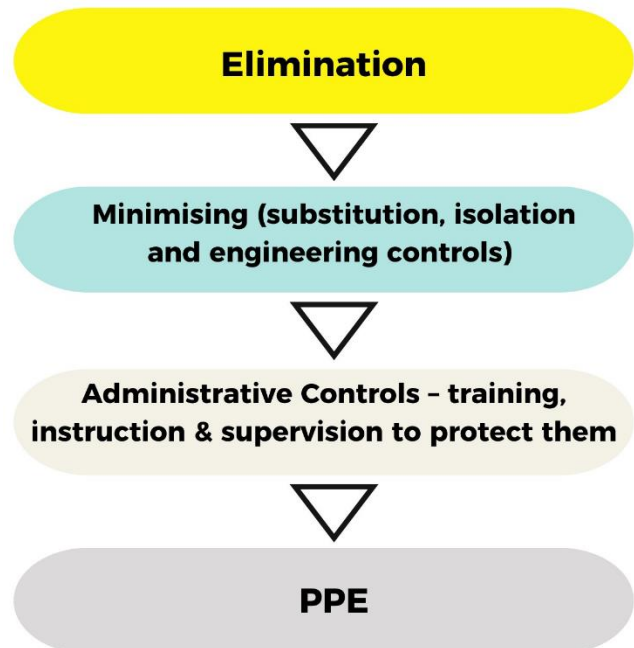 Elimination
Minimising (substitution, isolation
and engineering controls)
Administrative Controls – training,
instruction & supervision to protect them
PPE